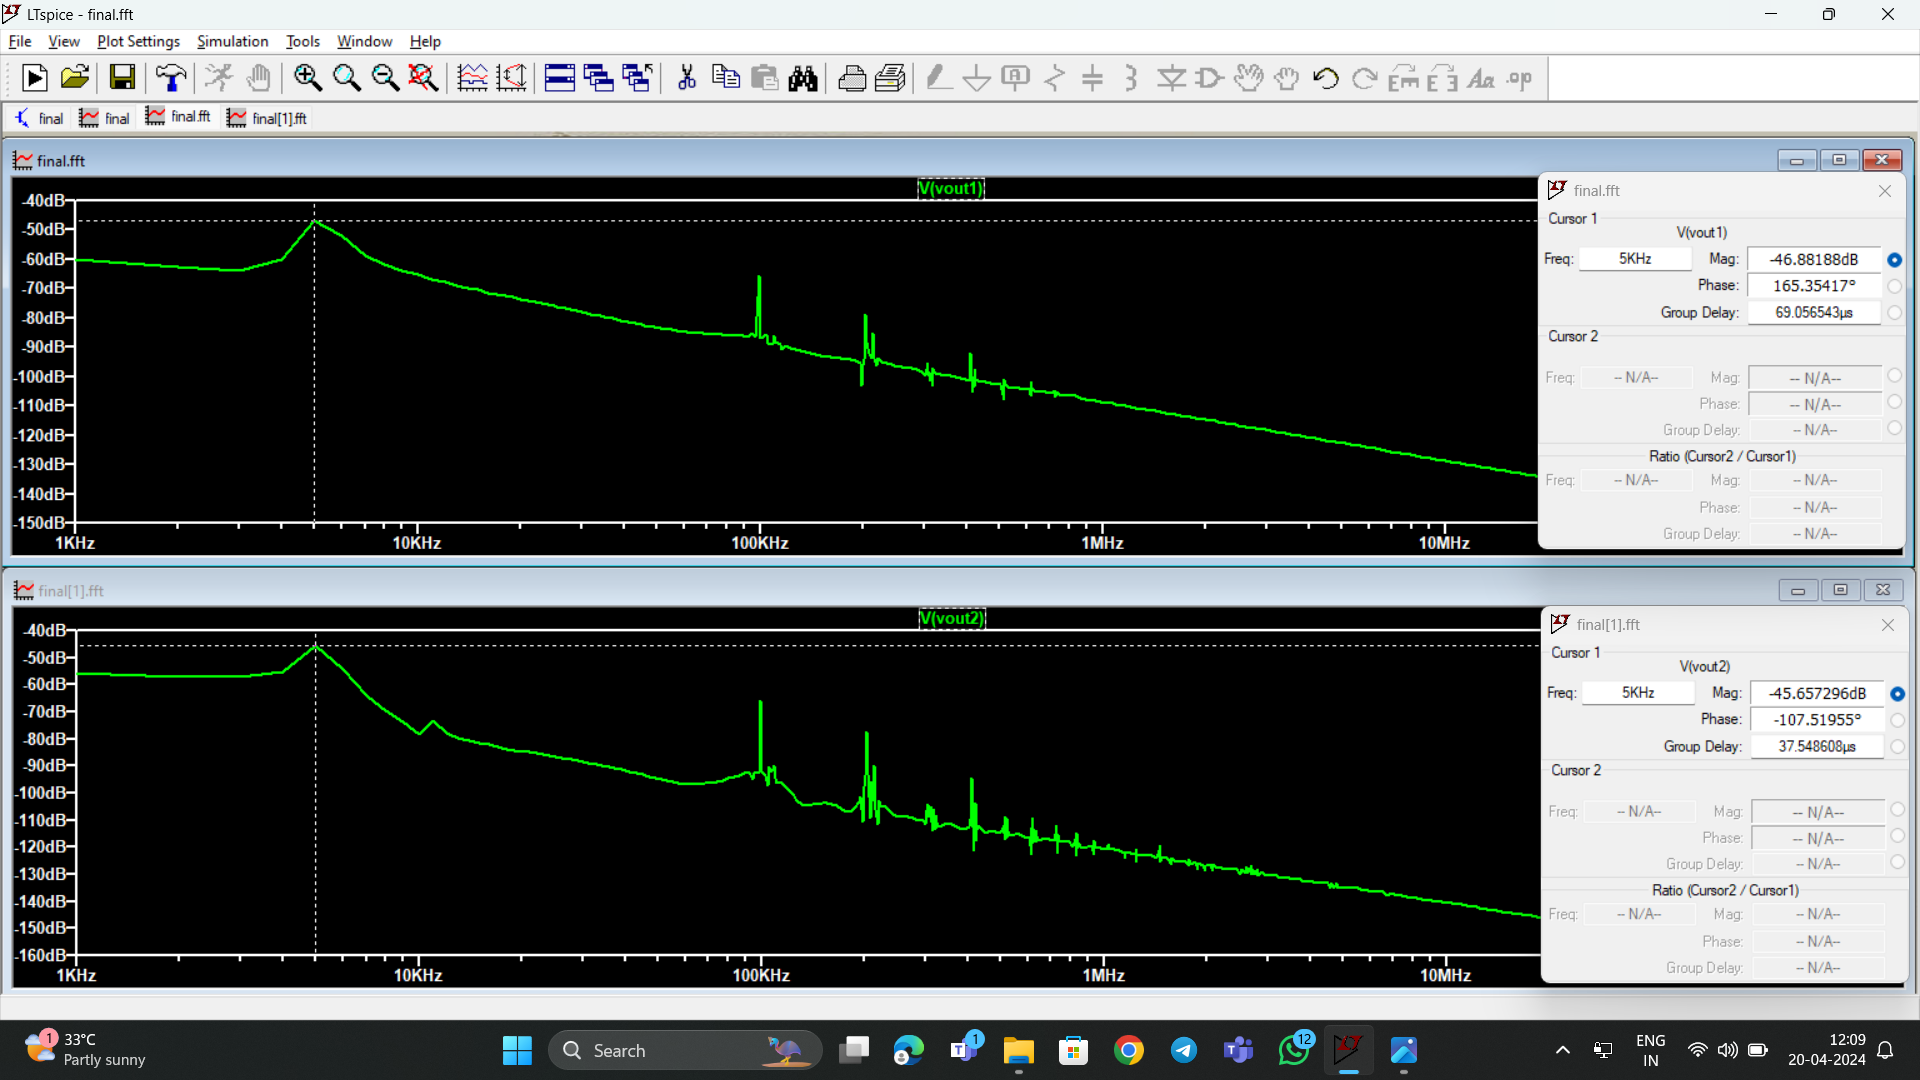 LTspice - final.fft
File View Plot Settings Simulation Tools Window Help
final final final.fft final[1].fft
final.fft
V(vout1)
-40dB
-50dB
-60dB
-70dB
-80dB
-90dB
-100dB
-110dB
-120dB
-130dB
-140dB
-150dB
1KHz 10KHz 100KHz 1MHz 10MHz
final.fft
Cursor 1
V(vout1)
Freq: 5KHz Mag: -46.88188dB
Phase: 165.35417°
Group Delay: 69.056543µs
Cursor 2
Freq: -- N/A-- Mag: -- N/A--
Phase: -- N/A--
Group Delay: -- N/A--
Ratio (Cursor2 / Cursor1)
Freq: -- N/A-- Mag: -- N/A--
Phase: -- N/A--
Group Delay: -- N/A--
final[1].fft
V(vout2)
-40dB
-50dB
-60dB
-70dB
-80dB
-90dB
-100dB
-110dB
-120dB
-130dB
-140dB
-150dB
-160dB
1KHz 10KHz 100KHz 1MHz 10MHz
final[1].fft
Cursor 1
V(vout2)
Freq: 5KHz Mag: -45.657296dB
Phase: -107.51955°
Group Delay: 37.548608µs
Cursor 2
Freq: -- N/A-- Mag: -- N/A--
Phase: -- N/A--
Group Delay: -- N/A--
Ratio (Cursor2 / Cursor1)
Freq: -- N/A-- Mag: -- N/A--
Phase: -- N/A--
Group Delay: -- N/A--
1
33°C
Partly sunny
Search
1
12
ENG
IN
12:09
20-04-2024